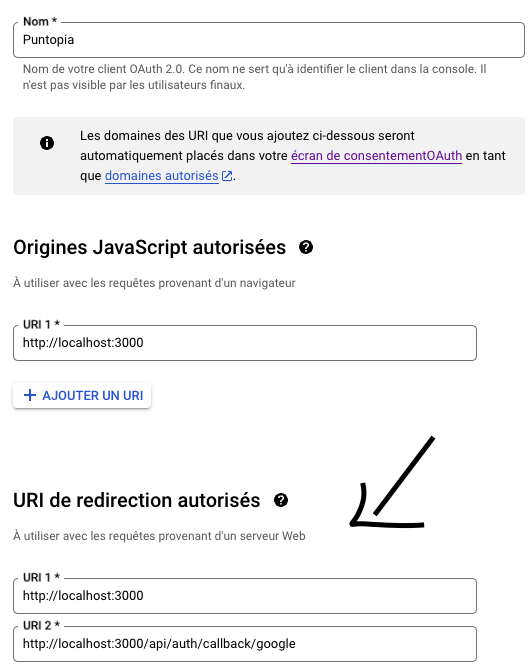 Nom *
Puntopia
Nom de votre client OAuth 2.0. Ce nom ne sert qu'à identifier le client dans la console. Il
n'est pas visible par les utilisateurs finaux.
Les domaines des URI que vous ajoutez ci-dessous seront
automatiquement placés dans votre écran de consentementOAuth en tant
que domaines autorisés.
Origines JavaScript autorisées
À utiliser avec les requêtes provenant d'un navigateur
URI 1 *
http://localhost:3000
+ AJOUTER UN URI
URI de redirection autorisés
À utiliser avec les requêtes provenant d'un serveur Web
URI 1 *
http://localhost:3000
URI 2 *
http://localhost:3000/api/auth/callback/google